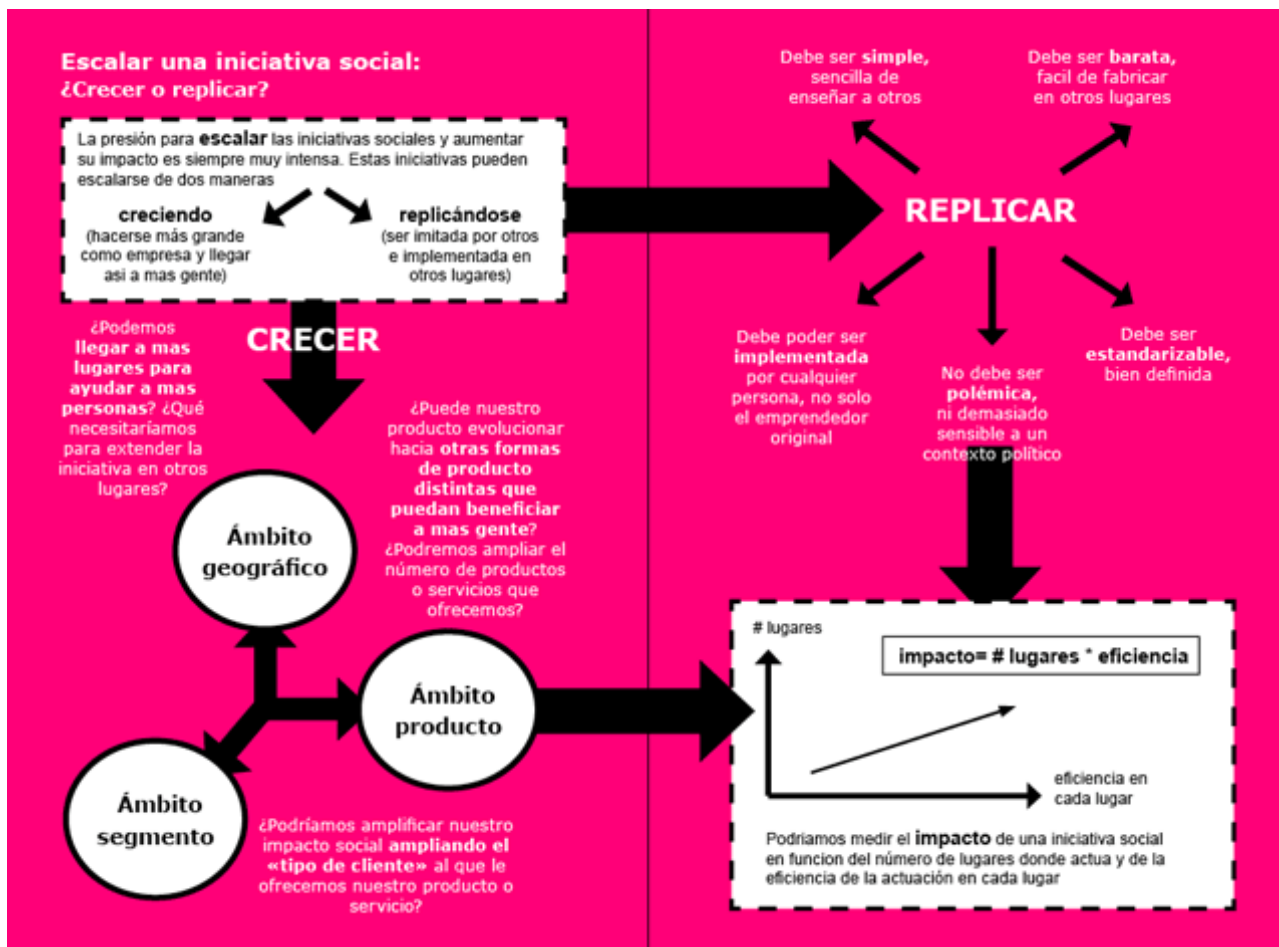 Escalar una iniciativa social:
¿Crecer o replicar?
La presión para escalar las iniciativas sociales y aumentar
su impacto es siempre muy intensa. Estas iniciativas pueden
escalarse de dos maneras
creciendo
(hacerse más grande
como empresa y llegar
asi a mas gente)
replicándose
(ser imitada por otros
e implementada en
otros lugares)
CRECER
¿Podemos
llegar a mas
lugares para
ayudar a mas
personas? ¿Qué
necesitaríamos
para extender la
iniciativa en otros
lugares?
¿Puede nuestro
producto evolucionar
hacia otras formas
de producto
distintas que
puedan beneficiar
a mas gente?
¿Podremos ampliar el
número de productos
o servicios que
ofrecemos?
Ámbito
geográfico
Ámbito
producto
Ámbito
segmento
¿Podríamos amplificar nuestro
impacto social ampliando el
«tipo de cliente» al que le
ofrecemos nuestro producto o
servicio?
Debe ser simple,
sencilla de
enseñar a otros
Debe ser barata,
facil de fabricar
en otros lugares
REPLICAR
Debe poder ser
implementada
por cualquier
persona, no solo
el emprendedor
original
No debe ser
polémica,
ni demasiado
sensible a un
contexto político
Debe ser
estandarizable,
bien definida
# lugares
impacto= # lugares * eficiencia
eficiencia en
cada lugar
Podriamos medir el impacto de una iniciativa social
en funcion del número de lugares donde actua y de la
eficiencia de la actuación en cada lugar